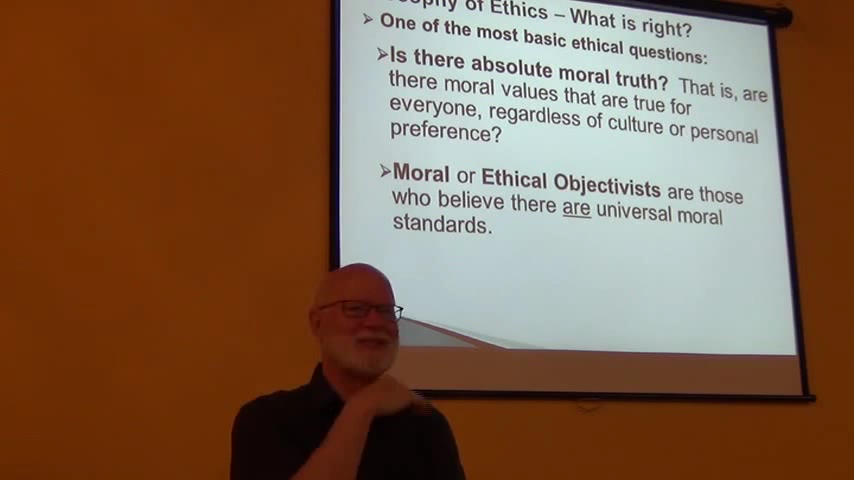 of Ethics – What is right?
➢ One of the most basic ethical questions:
➢Is there absolute moral truth? That is, are
there moral values that are true for
everyone, regardless of culture or personal
preference?
➢Moral or Ethical Objectivists are those
who believe there are universal moral
standards.